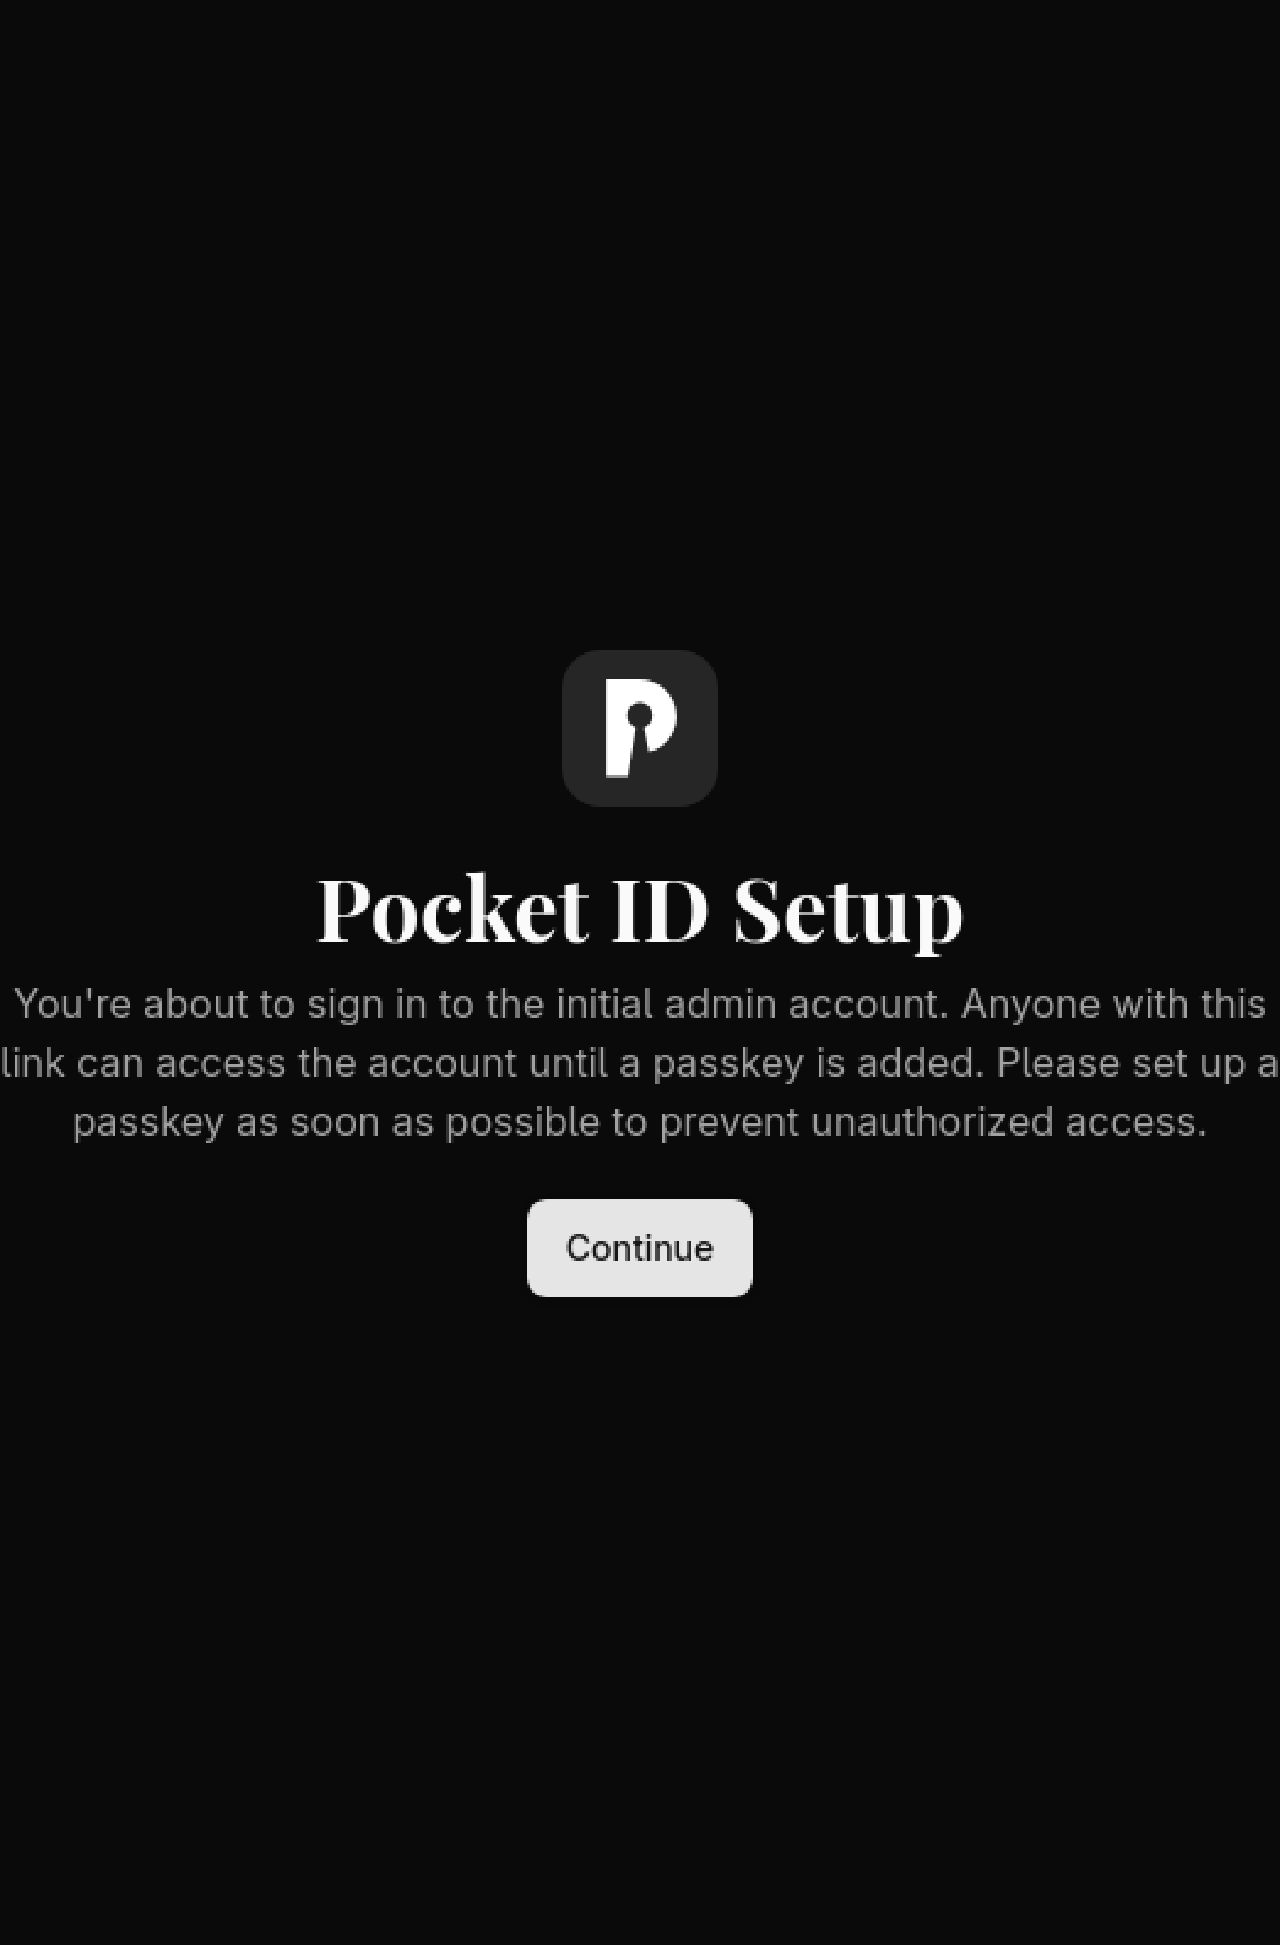 Pocket ID Setup
You're about to sign in to the initial admin account. Anyone with this
link can access the account until a passkey is added. Please set up a
passkey as soon as possible to prevent unauthorized access.
Continue